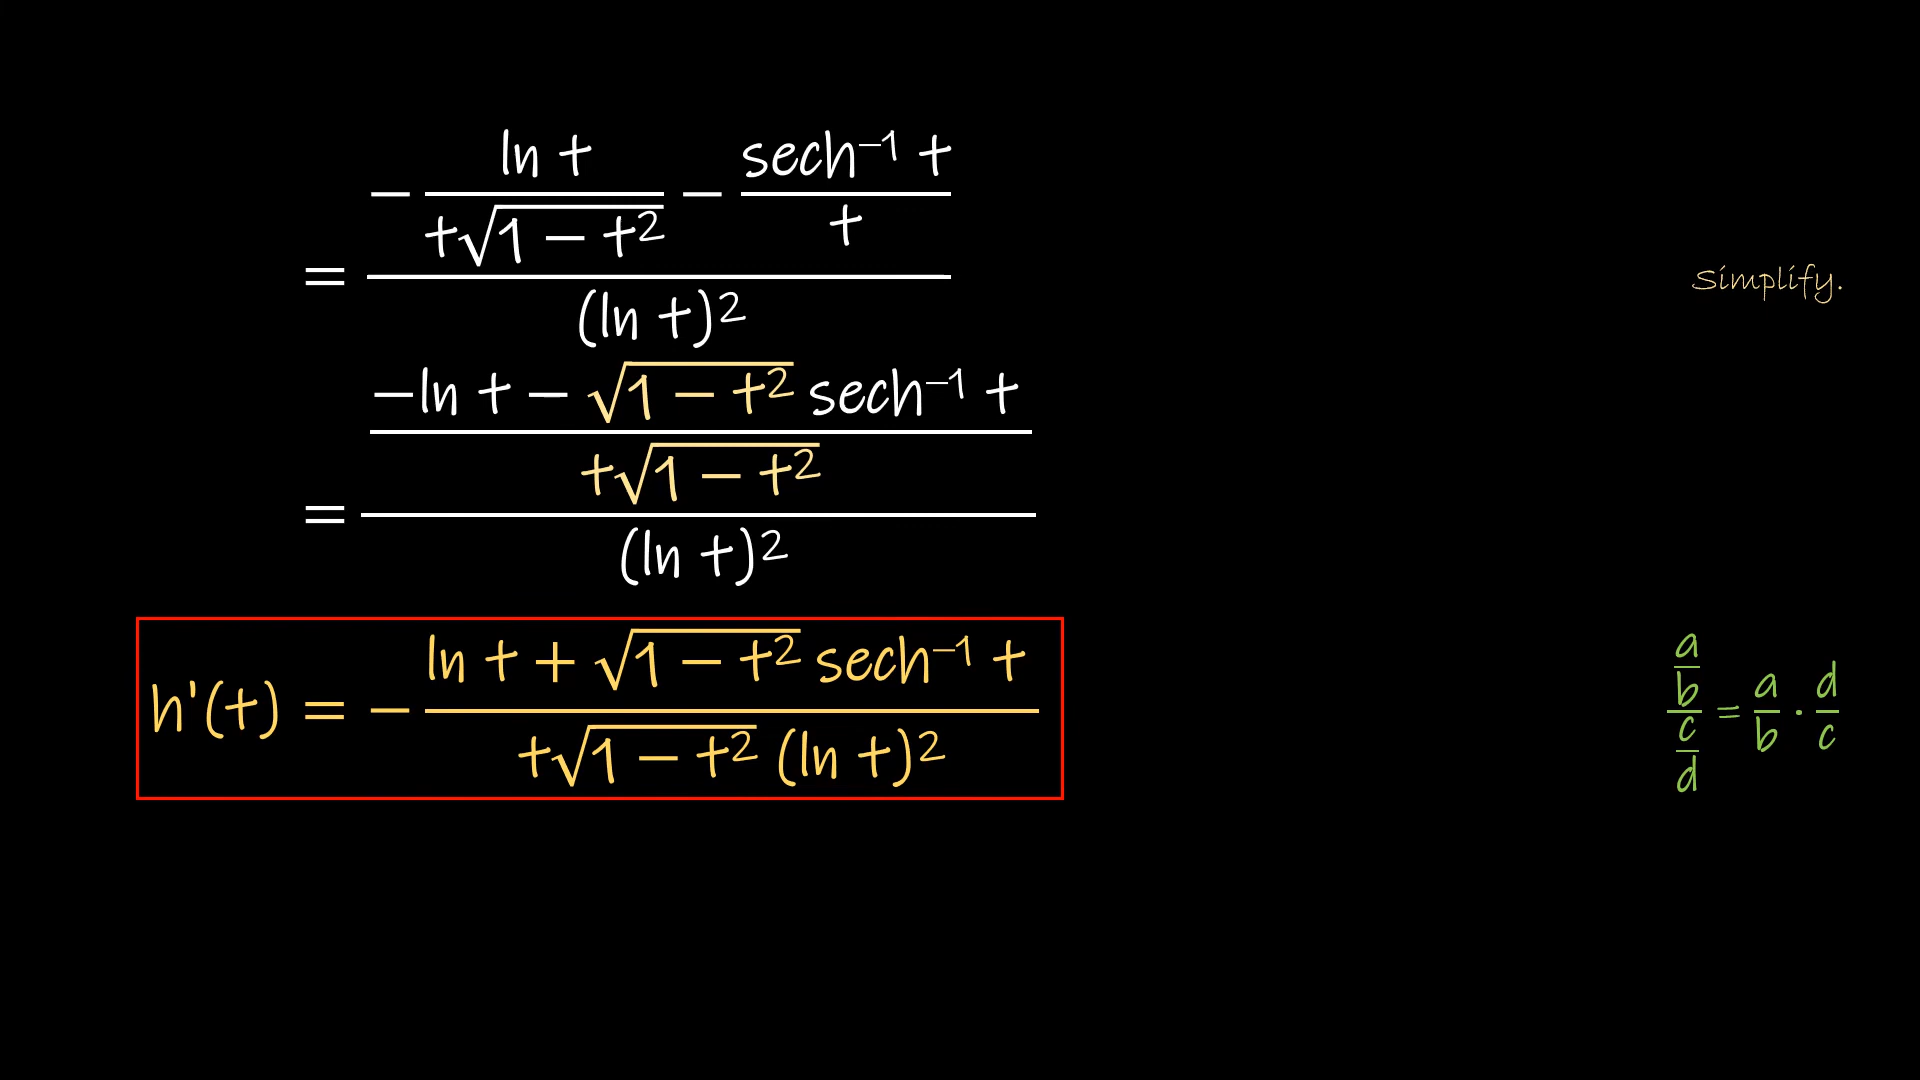 = (− (ln t)/(t√(1 − t²)) − (sech⁻¹ t)/t)/((ln t)²)
Simplify.
= ((−ln t − √(1 − t²) sech⁻¹ t)/(t√(1 − t²)))/((ln t)²)
h'(t) = − (ln t + √(1 − t²) sech⁻¹ t)/(t√(1 − t²) (ln t)²)
(a/b)/(c/d) = a/b · d/c